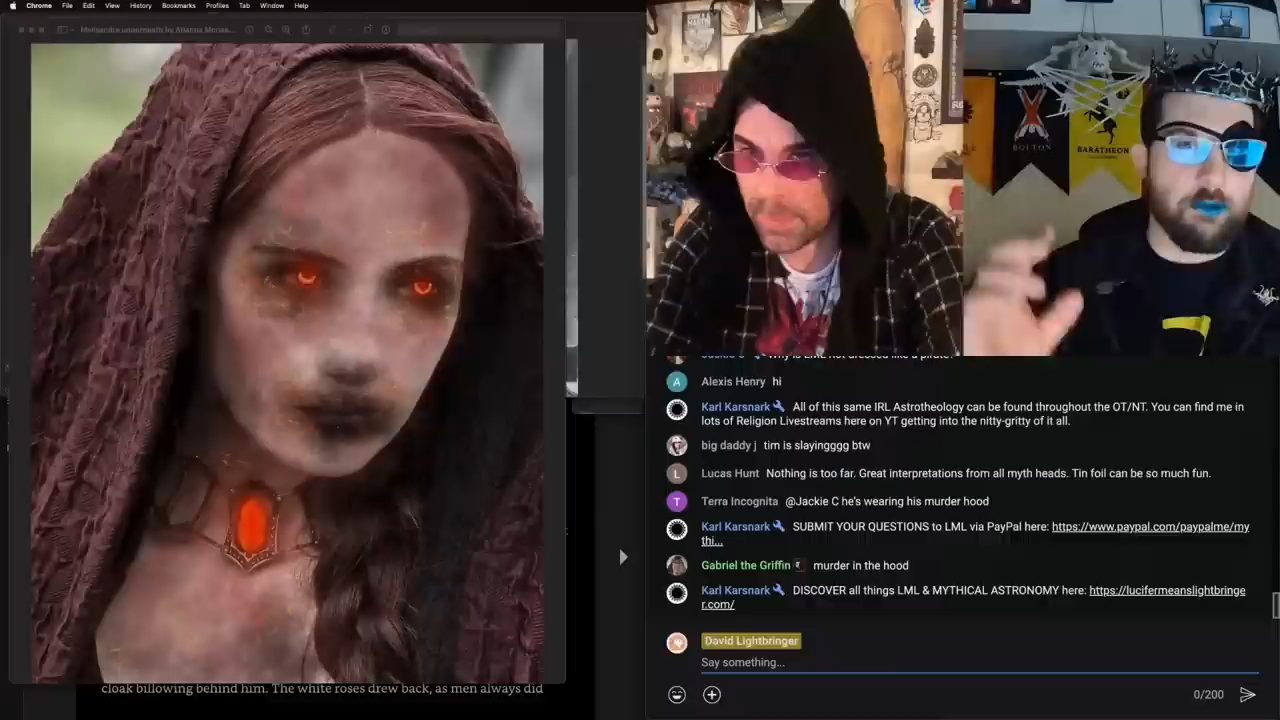 Chrome File Edit View History Bookmarks Profiles Tab Window Help
BOLTON
BARATHEON
Alexis Henry hi
Karl Karsnark All of this same IRL Astrotheology can be found throughout the OT/NT. You can find me in
lots of Religion Livestreams here on YT getting into the nitty-gritty of it all.
big daddy j tim is slayingggg btw
Lucas Hunt Nothing is too far. Great interpretations from all myth heads. Tin foil can be so much fun.
Terra Incognita @Jackie C he's wearing his murder hood
Karl Karsnark SUBMIT YOUR QUESTIONS to LML via PayPal here: https://www.paypal.com/paypalme/my
thi...
Gabriel the Griffin murder in the hood
Karl Karsnark DISCOVER all things LML & MYTHICAL ASTRONOMY here: https://lucifermeanslightbringe
r.com/
David Lightbringer
Say something...
0/200
cloak billowing behind him. The white roses drew back, as men always did